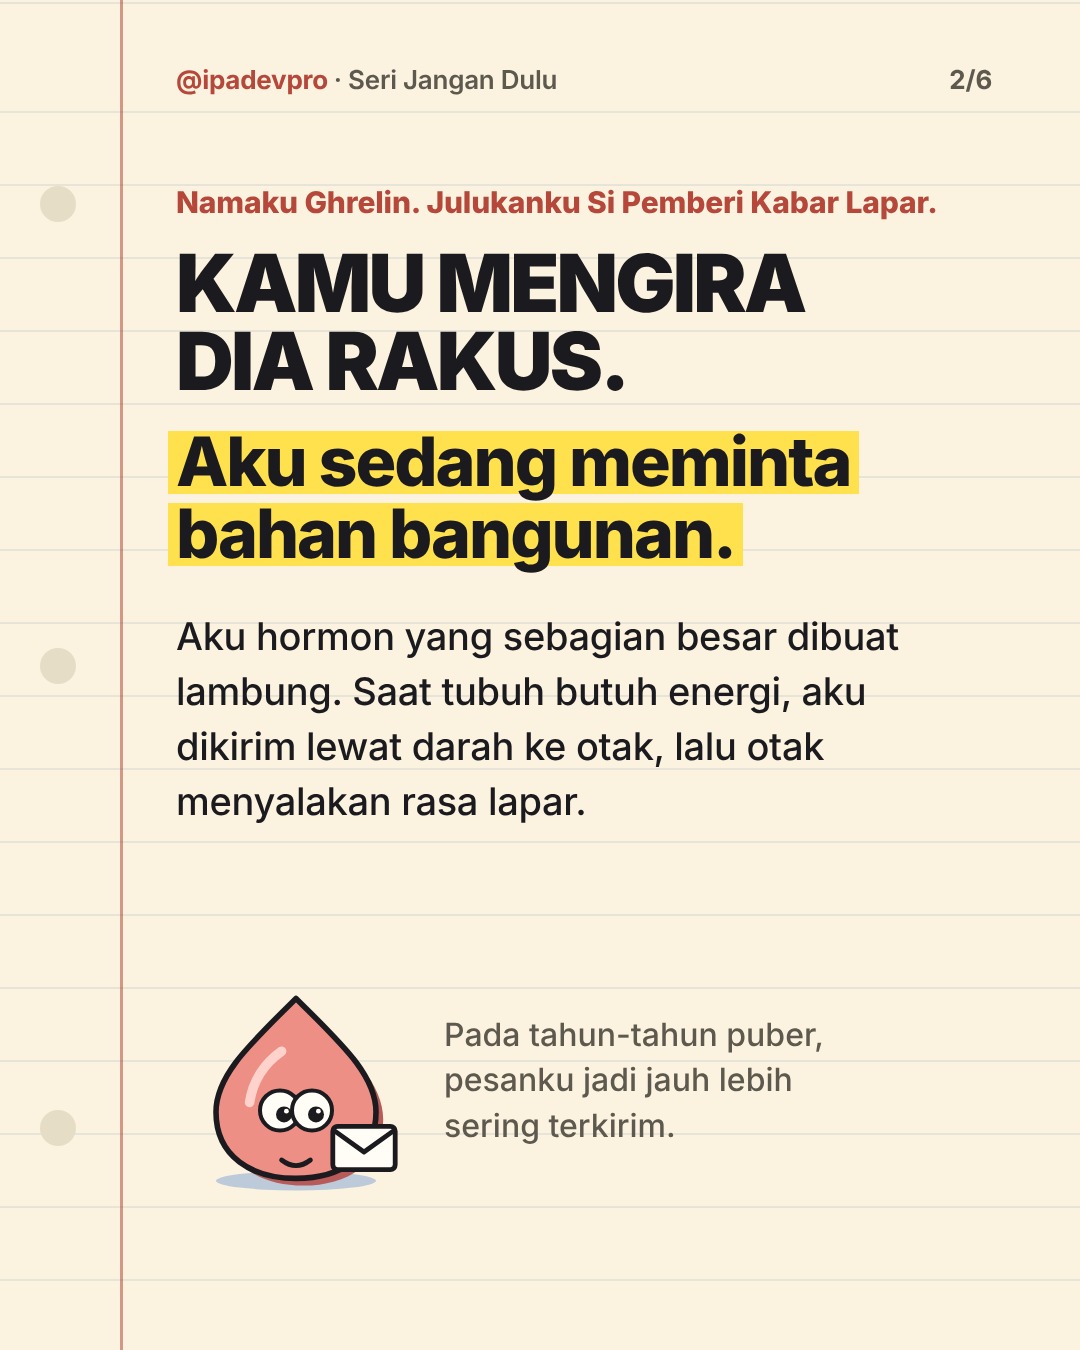 @ipadevpro · Seri Jangan Dulu
2/6
Namaku Ghrelin. Julukanku Si Pemberi Kabar Lapar.
KAMU MENGIRA
DIA RAKUS.
Aku sedang meminta
bahan bangunan.
Aku hormon yang sebagian besar dibuat
lambung. Saat tubuh butuh energi, aku
dikirim lewat darah ke otak, lalu otak
menyalakan rasa lapar.
Pada tahun-tahun puber,
pesanku jadi jauh lebih
sering terkirim.